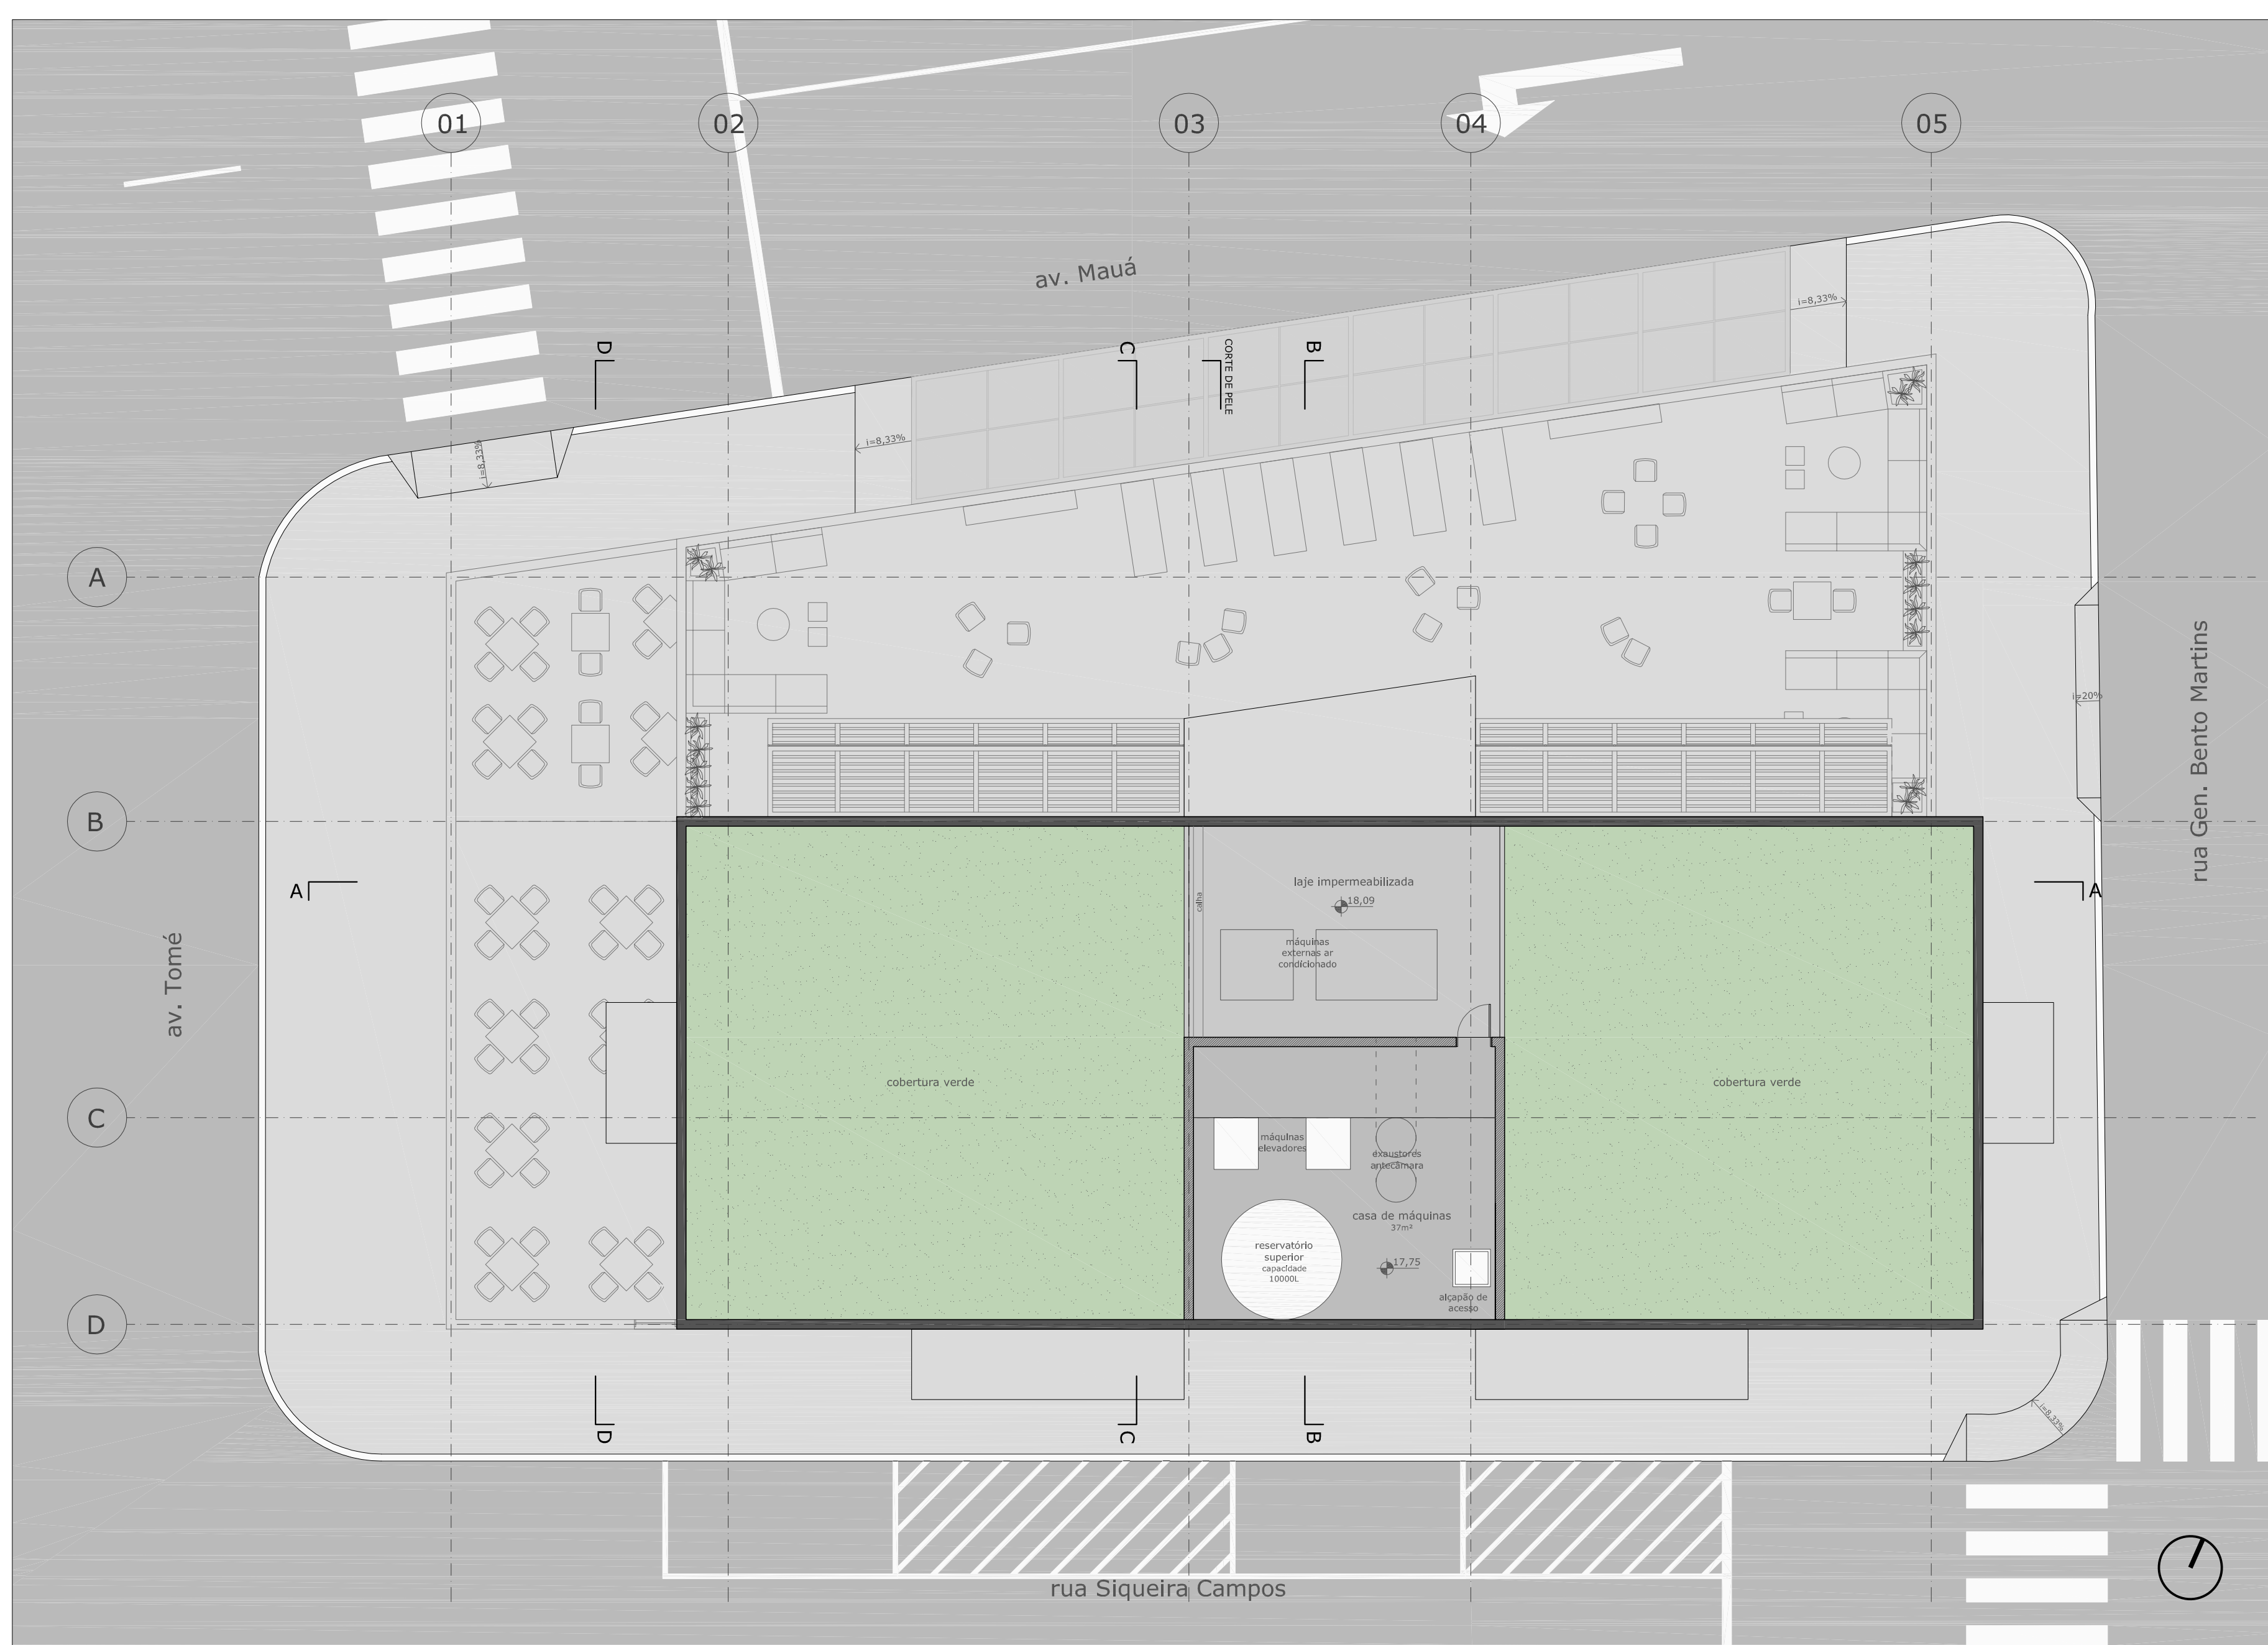 01
02
03
04
05
av. Mauá
i=8,33%
D
C
CORTE DE PELE
B
i=8,33%
i=8,33%
A
rua Gen. Bento Martins
i=20%
B
A
laje impermeabilizada
18,09
calha
máquinas
externas ar
condicionado
A
av. Tomé
cobertura verde
cobertura verde
C
máquinas
elevadores
exaustores
antecâmara
casa de máquinas
37m²
reservatório
superior
capacidade
10000L
17,75
alçapão de
acesso
D
i=8,33%
D
C
B
rua Siqueira Campos